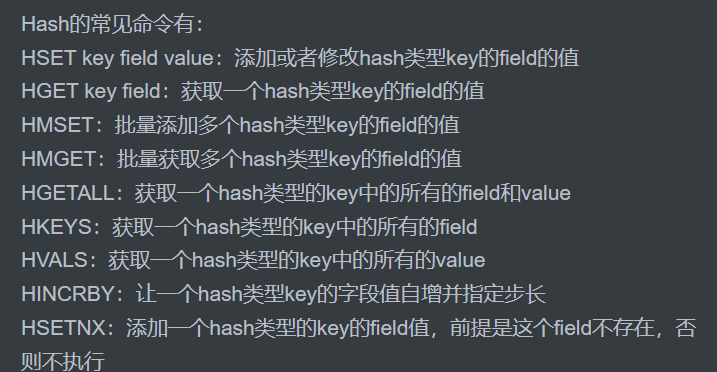 Hash的常见命令有：
HSET key field value：添加或者修改hash类型key的field的值
HGET key field：获取一个hash类型key的field的值
HMSET：批量添加多个hash类型key的field的值
HMGET：批量获取多个hash类型key的field的值
HGETALL：获取一个hash类型的key中的所有的field和value
HKEYS：获取一个hash类型的key中的所有的field
HVALS：获取一个hash类型的key中的所有的value
HINCRBY：让一个hash类型key的字段值自增并指定步长
HSETNX：添加一个hash类型的key的field值，前提是这个field不存在，否
则不执行